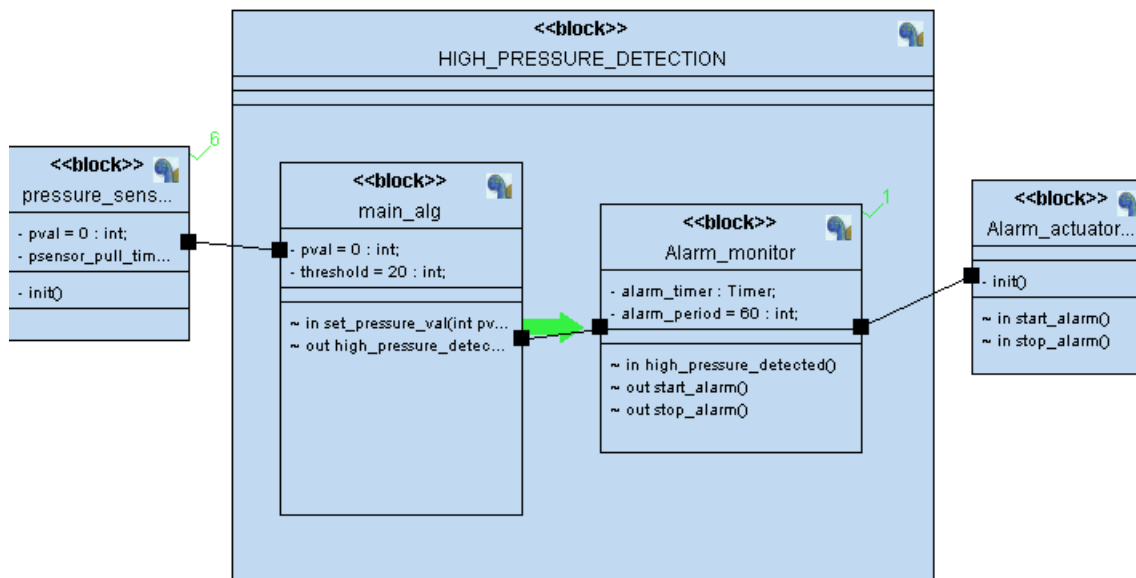 <<block>>
HIGH_PRESSURE_DETECTION
6
<<block>>
pressure_sens...
- pval = 0 : int;
- psensor_pull_tim...
- init()
<<block>>
main_alg
- pval = 0 : int;
- threshold = 20 : int;
~ in set_pressure_val(int pv...
~ out high_pressure_detec...
1
<<block>>
Alarm_monitor
- alarm_timer : Timer;
- alarm_period = 60 : int;
~ in high_pressure_detected()
~ out start_alarm()
~ out stop_alarm()
<<block>>
Alarm_actuator...
- init()
~ in start_alarm()
~ in stop_alarm()